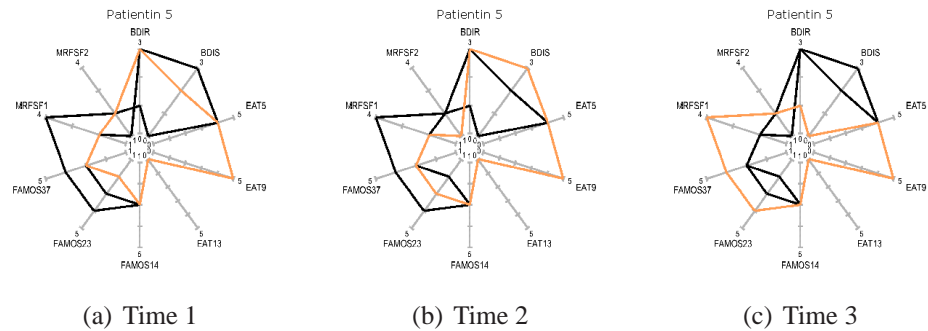 Patientin 5
BDIR
3
MRFSF2
4
BDIS
3
MRFSF1
4
EAT5
5
FAMOS37
5
EAT9
5
FAMOS23
5
EAT13
5
5
FAMOS14
(a) Time 1
Patientin 5
BDIR
3
MRFSF2
4
BDIS
3
MRFSF1
4
EAT5
5
FAMOS37
5
EAT9
5
FAMOS23
5
EAT13
5
5
FAMOS14
(b) Time 2
Patientin 5
BDIR
3
MRFSF2
4
BDIS
3
MRFSF1
4
EAT5
5
FAMOS37
5
EAT9
5
FAMOS23
5
EAT13
5
5
FAMOS14
(c) Time 3